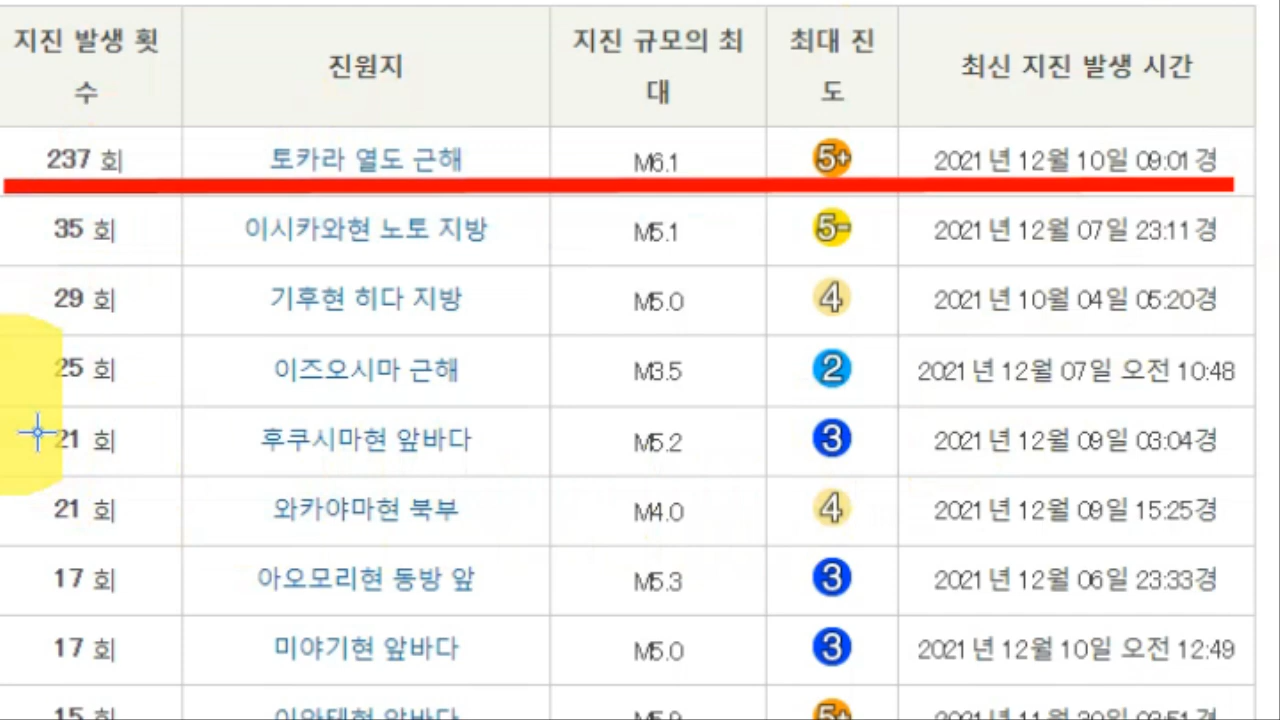 지진 발생 횟수 진원지 지진 규모의 최대 최대 진도 최신 지진 발생 시간
237 회 토카라 열도 근해 M6.1 5+ 2021년 12월 10일 09:01경
35 회 이시카와현 노토 지방 M5.1 5- 2021년 12월 07일 23:11경
29 회 기후현 히다 지방 M5.0 4 2021년 10월 04일 05:20경
25 회 이즈오시마 근해 M3.5 2 2021년 12월 07일 오전 10:48
21 회 후쿠시마현 앞바다 M5.2 3 2021년 12월 09일 03:04경
21 회 와카야마현 북부 M4.0 4 2021년 12월 09일 15:25경
17 회 아오모리현 동방 앞 M5.3 3 2021년 12월 06일 23:33경
17 회 미야기현 앞바다 M5.0 3 2021년 12월 10일 오전 12:49
15 회 이와테현 앞바다 M5.9 5+